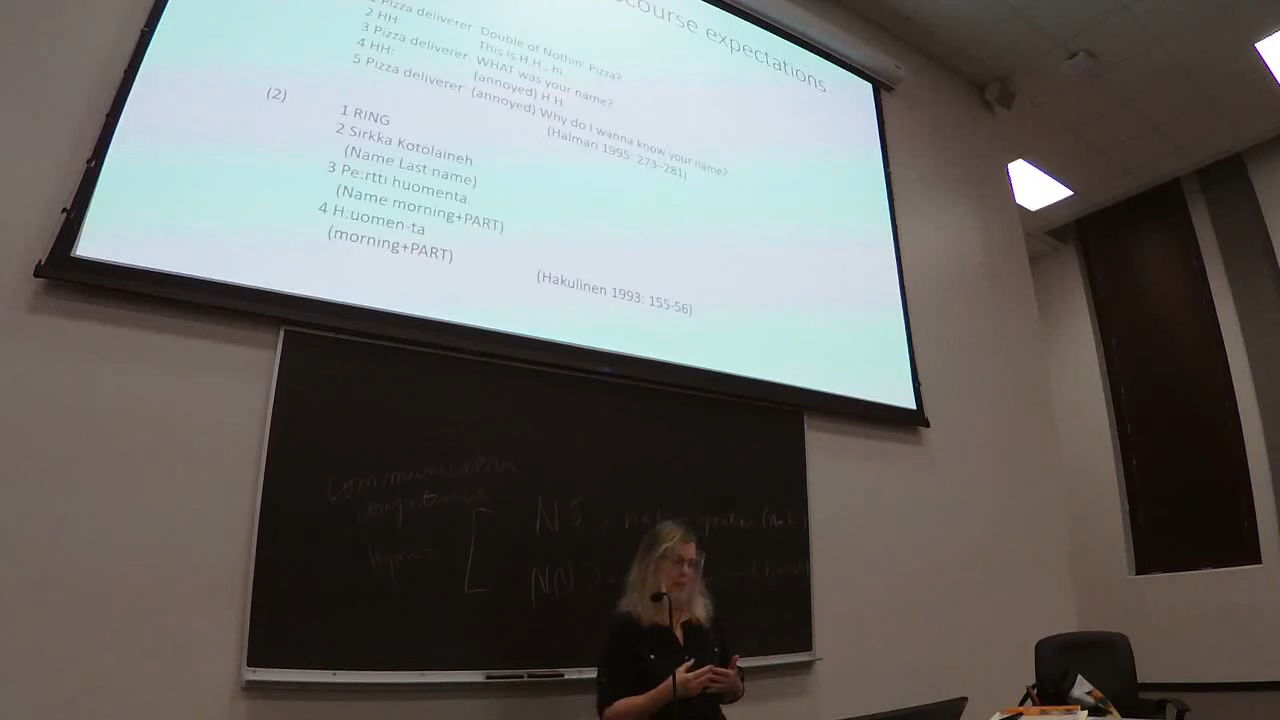 course expectations
1 Pizza deliverer Double of Nothin' Pizza?
2 HH This is H.H., hi.
3 Pizza deliverer WHAT was your name?
4 HH: (annoyed) H.H.
5 Pizza deliverer (annoyed) Why do I wanna know your name?
(Halmari 1995: 273–281)
(2) 1 RING
2 Sirkka Kotolaineh
(Name Last name)
3 Pe:rtti huomenta
(Name morning+PART)
4 H:uomen-ta
(morning+PART)
(Hakulinen 1993: 155-56)
NS
NNS